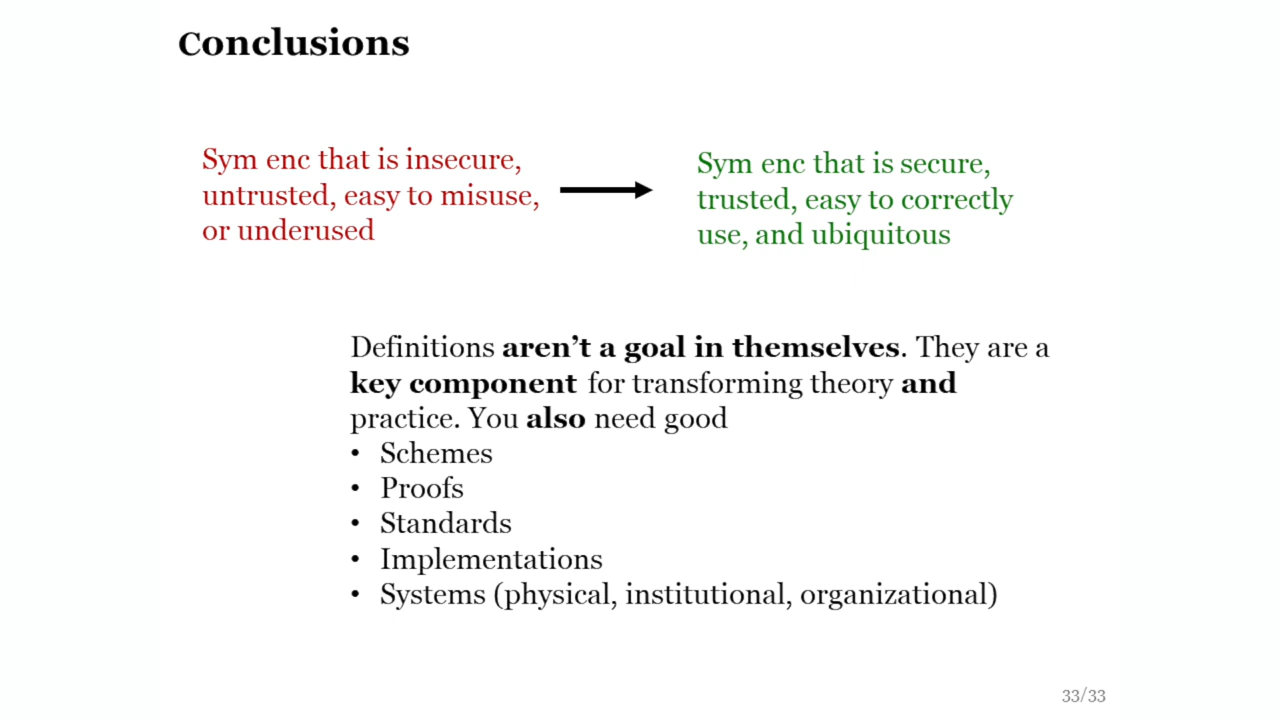 Conclusions
Sym enc that is insecure,
untrusted, easy to misuse,
or underused
Sym enc that is secure,
trusted, easy to correctly
use, and ubiquitous
Definitions aren’t a goal in themselves. They are a
key component for transforming theory and
practice. You also need good
• Schemes
• Proofs
• Standards
• Implementations
• Systems (physical, institutional, organizational)
33/33